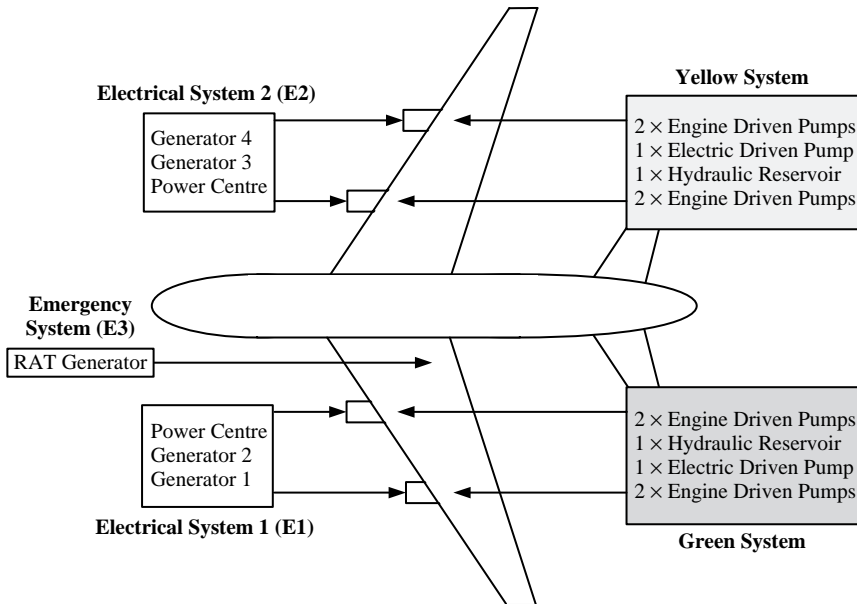 Electrical System 2 (E2)
Generator 4
Generator 3
Power Centre
Yellow System
2 × Engine Driven Pumps
1 × Electric Driven Pump
1 × Hydraulic Reservoir
2 × Engine Driven Pumps
Emergency
System (E3)
RAT Generator
Power Centre
Generator 2
Generator 1
Electrical System 1 (E1)
2 × Engine Driven Pumps
1 × Hydraulic Reservoir
1 × Electric Driven Pump
2 × Engine Driven Pumps
Green System